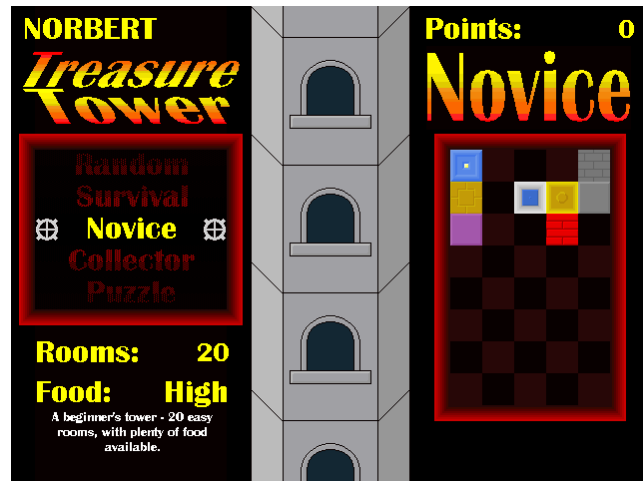 NORBERT
Treasure
Tower
Random
Survival
Novice
Collector
Puzzle
Rooms: 20
Food: High
A beginner's tower - 20 easy
rooms, with plenty of food
available.
Points: 0
Novice